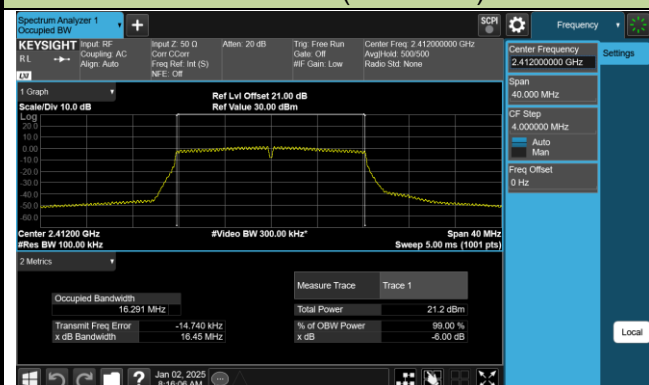 Spectrum Analyzer 1
Occupied BW
SCPI
Frequency
KEYSIGHT
R L
Input: RF
Coupling: AC
Align: Auto
Input Z: 50 Ω
Corr CCorr
Freq Ref: Int (S)
NFE: Off
Atten: 20 dB
Trig: Free Run
Gate: Off
#IF Gain: Low
Center Freq: 2.412000000 GHz
Avg|Hold: 500/500
Radio Std: None
LXI
Center Frequency
2.412000000 GHz
Settings
Span
40.000 MHz
CF Step
4.000000 MHz
Auto
Man
Freq Offset
0 Hz
1 Graph
Scale/Div 10.0 dB
Ref Lvl Offset 21.00 dB
Ref Value 30.00 dBm
Log
20.0
10.0
0.00
-10.0
-20.0
-30.0
-40.0
-50.0
-60.0
Center 2.41200 GHz
#Res BW 100.00 kHz
#Video BW 300.00 kHz*
Span 40 MHz
Sweep 5.00 ms (1001 pts)
2 Metrics
Measure Trace Trace 1
Occupied Bandwidth
16.291 MHz
Total Power 21.2 dBm
Transmit Freq Error -14.740 kHz
% of OBW Power 99.00 %
x dB Bandwidth 16.45 MHz
x dB -6.00 dB
Local
Jan 02, 2025
8:16:06 AM